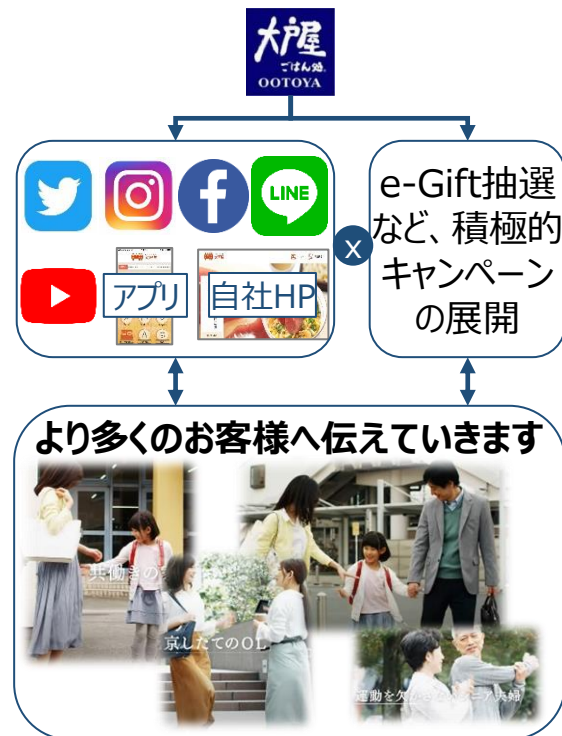 大戸屋
ごはん処
OOTOYA
LINE
アプリ
自社HP
x
e-Gift抽選
など、積極的
キャンペーン
の展開
より多くのお客様へ伝えていきます
共働きの
京したてのOL
運動を欠かさ
ニア夫婦